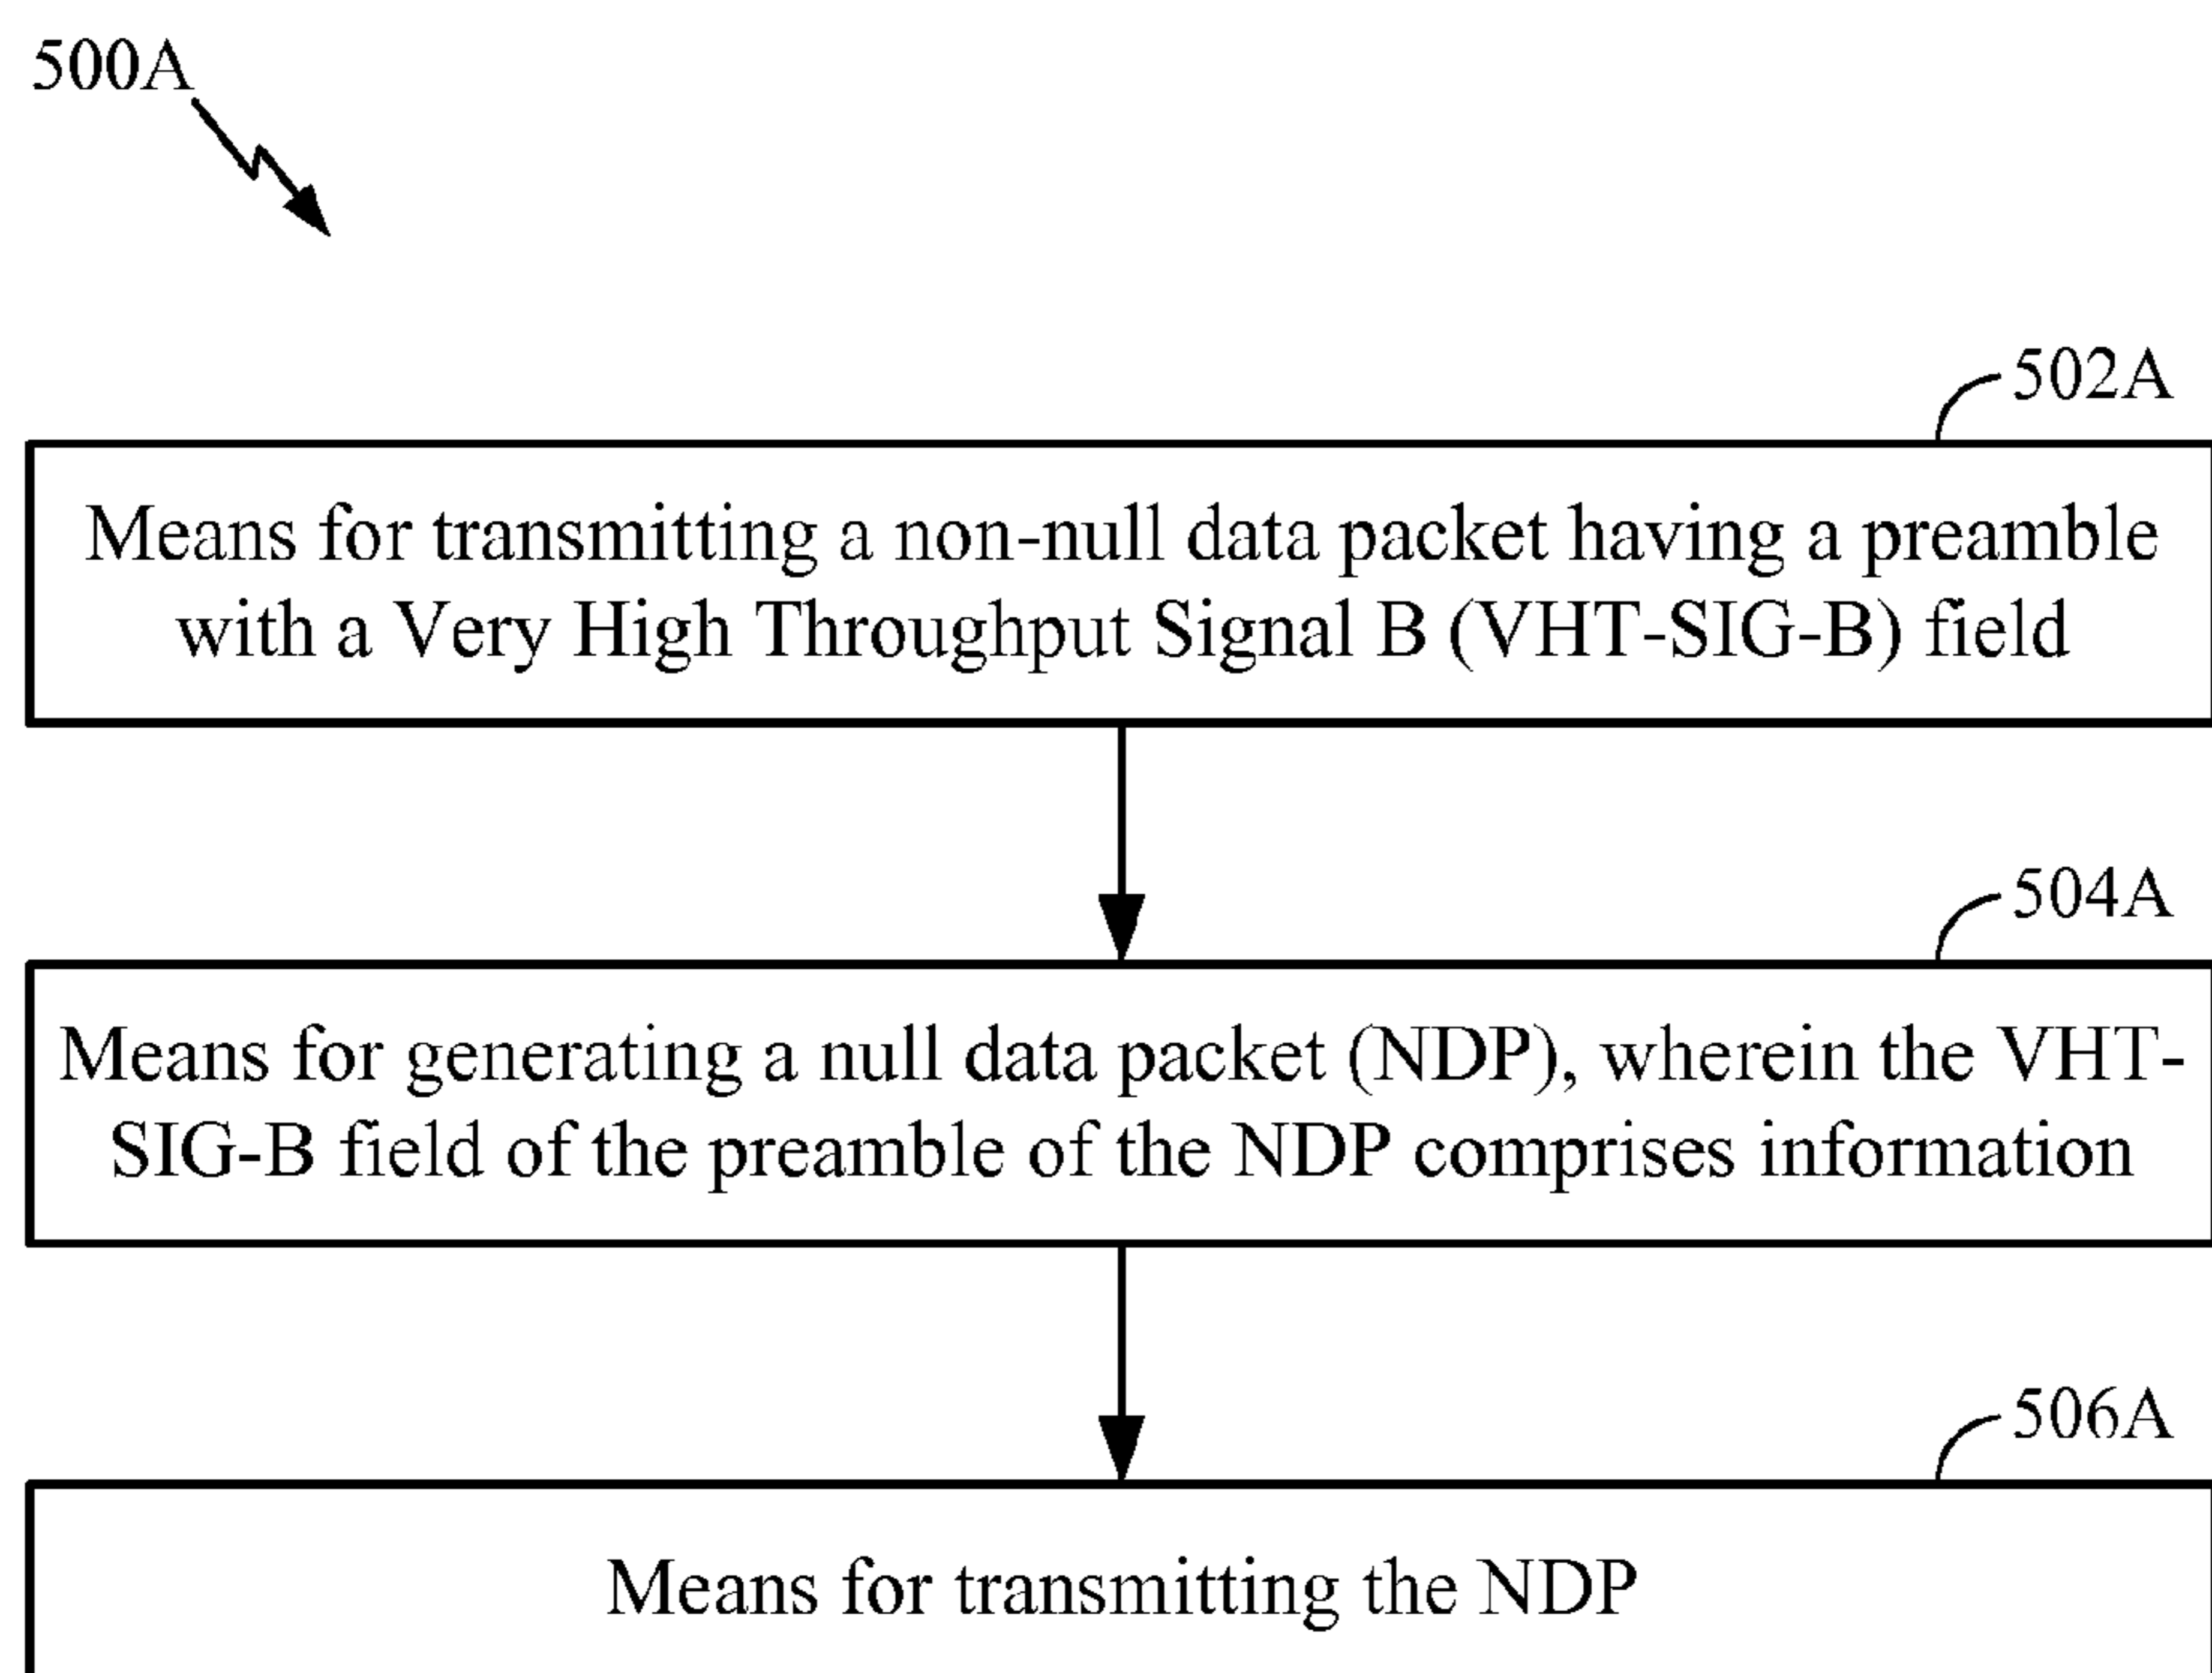 500A
502A
Means for transmitting a non-null data packet having a preamble
with a Very High Throughput Signal B (VHT-SIG-B) field
504A
Means for generating a null data packet (NDP), wherein the VHT-
SIG-B field of the preamble of the NDP comprises information
506A
Means for transmitting the NDP